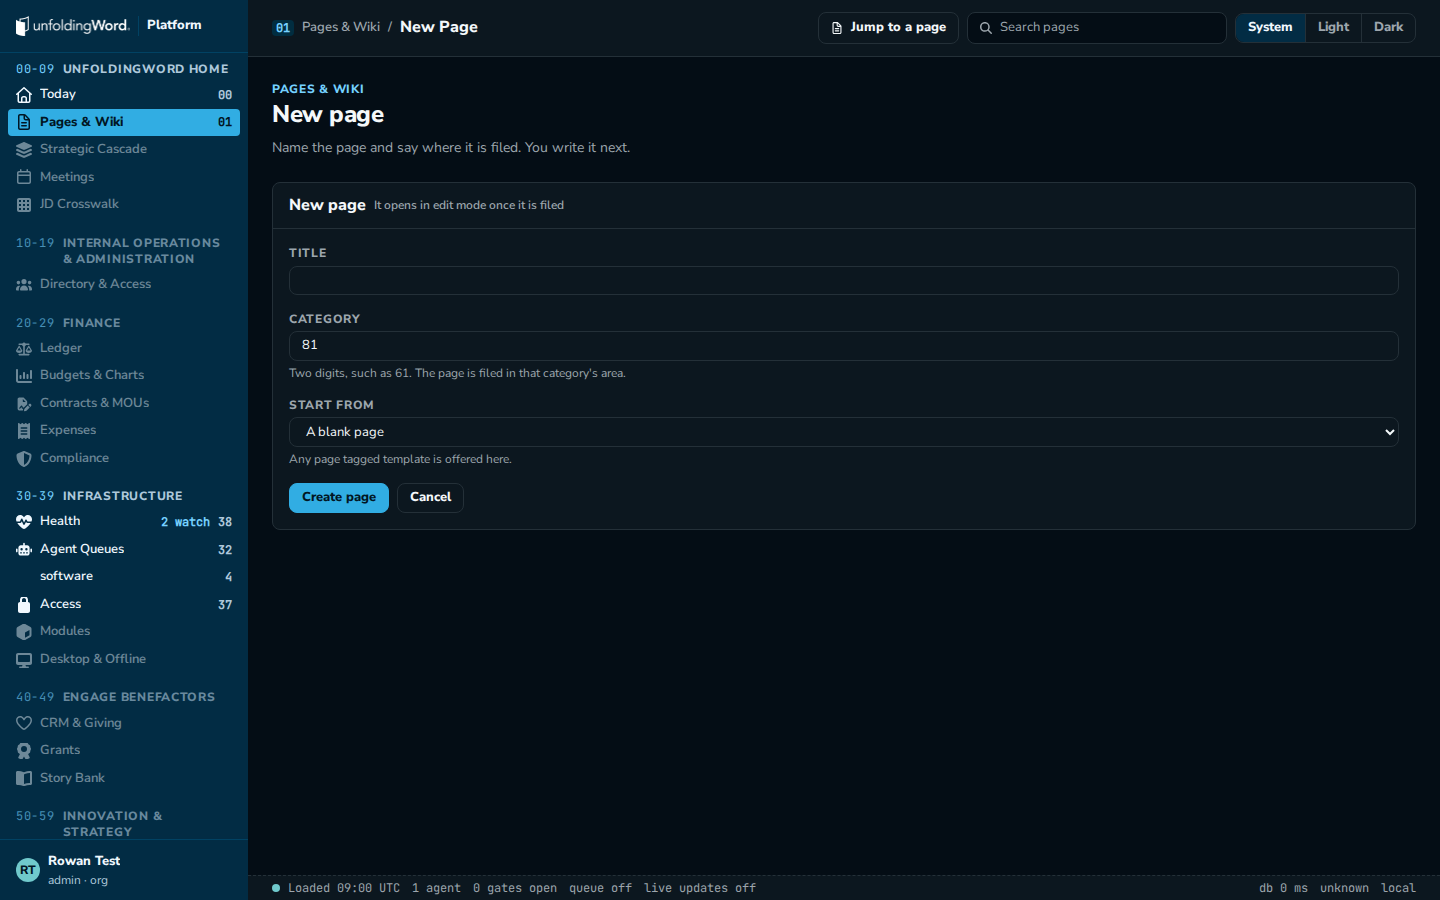 unfoldingWord. Platform
00-09 UNFOLDINGWORD HOME
Today 00
Pages & Wiki 01
Strategic Cascade
Meetings
JD Crosswalk
10-19 INTERNAL OPERATIONS
& ADMINISTRATION
Directory & Access
20-29 FINANCE
Ledger
Budgets & Charts
Contracts & MOUs
Expenses
Compliance
30-39 INFRASTRUCTURE
Health 2 watch 38
Agent Queues 32
software 4
Access 37
Modules
Desktop & Offline
40-49 ENGAGE BENEFACTORS
CRM & Giving
Grants
Story Bank
50-59 INNOVATION &
STRATEGY
RT Rowan Test
admin · org
01 Pages & Wiki / New Page
Jump to a page
Search pages
System Light Dark
PAGES & WIKI
New page
Name the page and say where it is filed. You write it next.
New page It opens in edit mode once it is filed
TITLE
CATEGORY
81
Two digits, such as 61. The page is filed in that category's area.
START FROM
A blank page
Any page tagged template is offered here.
Create page Cancel
Loaded 09:00 UTC 1 agent 0 gates open queue off live updates off
db 0 ms unknown local